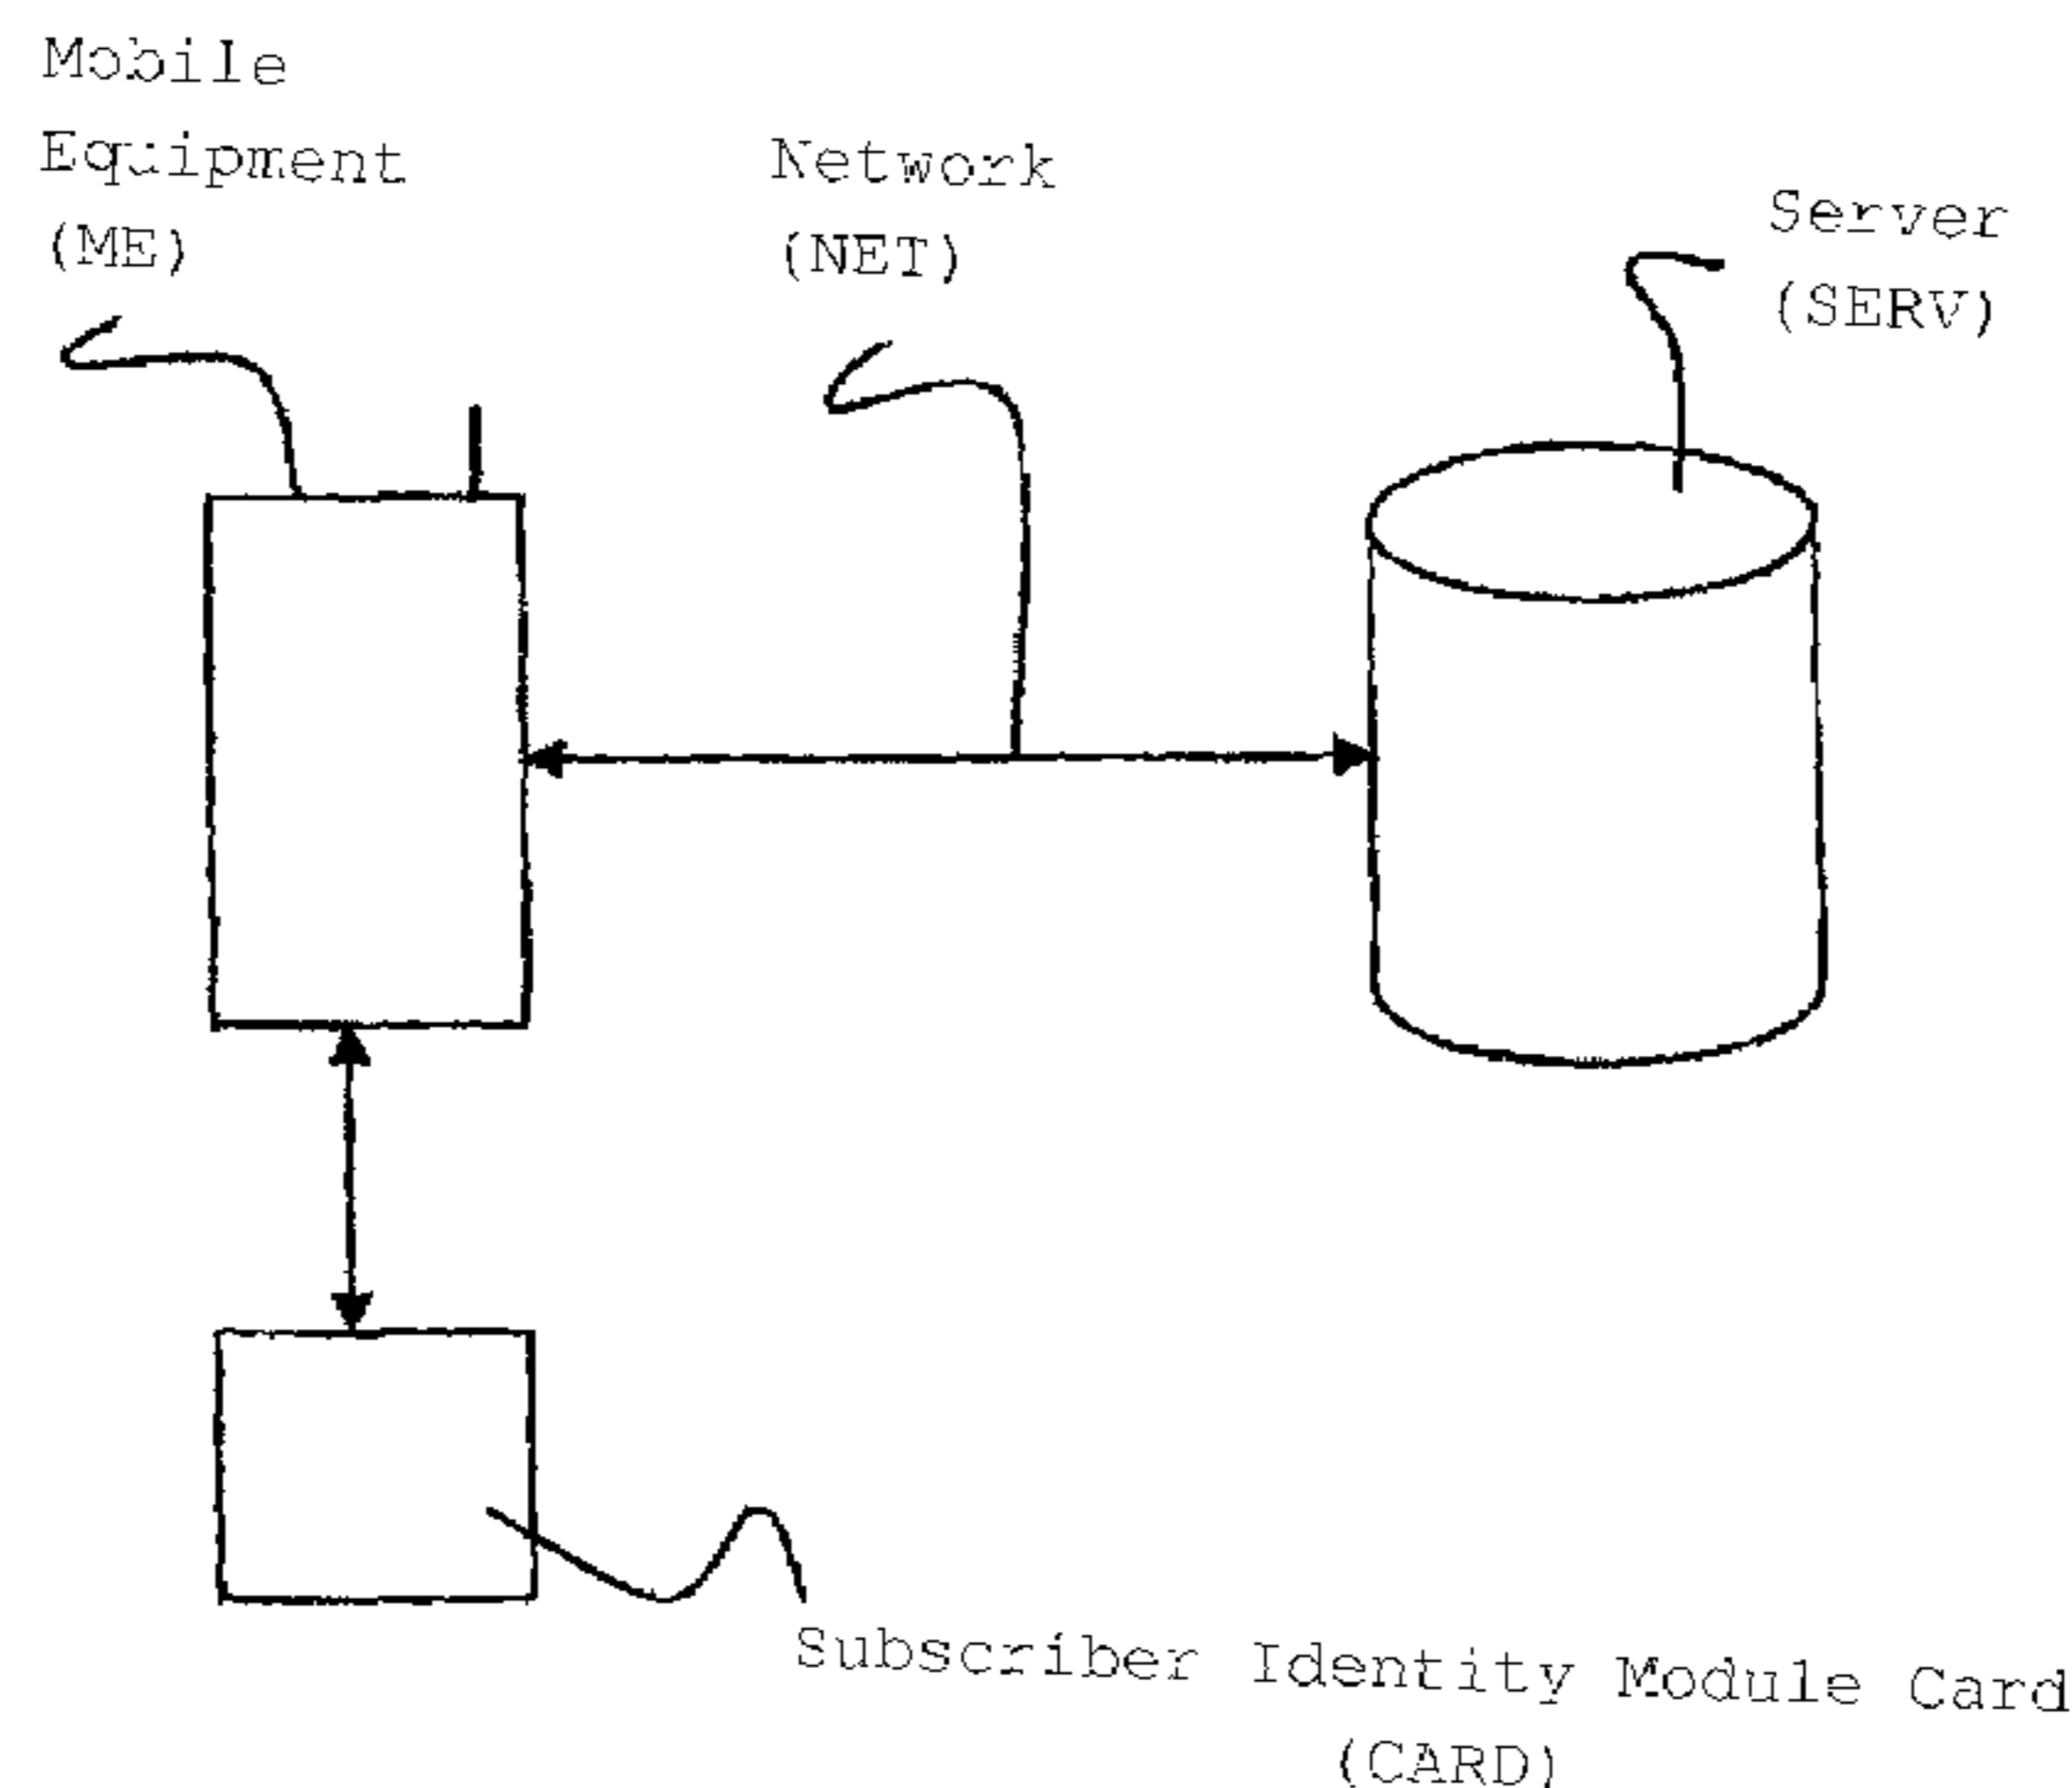 Mobile
Equipment
(ME)
Network
(NET)
Server
(SERV)
Subscriber Identity Module Card
(CARD)